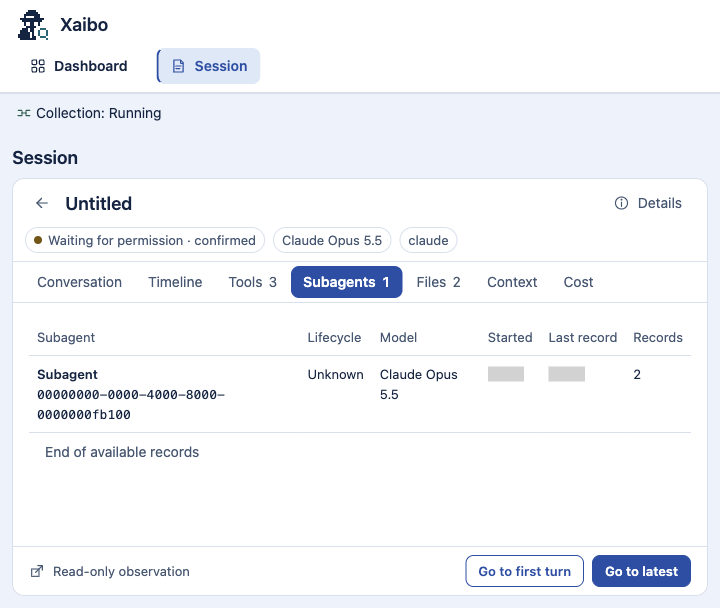 Xaibo
Dashboard
Session
Collection: Running
Session
Untitled
Details
Waiting for permission · confirmed
Claude Opus 5.5
claude
Conversation
Timeline
Tools 3
Subagents 1
Files 2
Context
Cost
Subagent Lifecycle Model Started Last record Records
Subagent Unknown Claude Opus 2
00000000-0000-4000-8000- 5.5
0000000fb100
End of available records
Read-only observation
Go to first turn
Go to latest